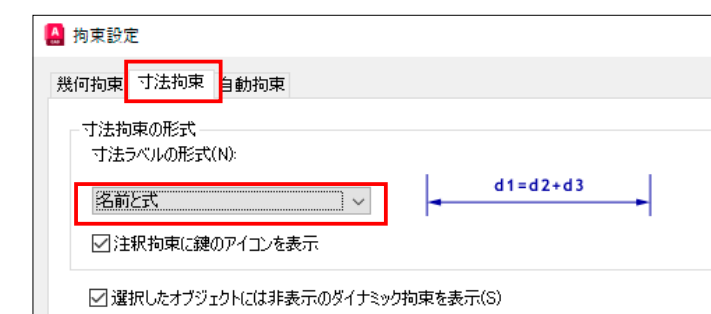 拘束設定
幾何拘束 寸法拘束 自動拘束
寸法拘束の形式
寸法ラベルの形式(N):
名前と式
d1=d2+d3
注釈拘束に鍵のアイコンを表示
選択したオブジェクトには非表示のダイナミック拘束を表示(S)